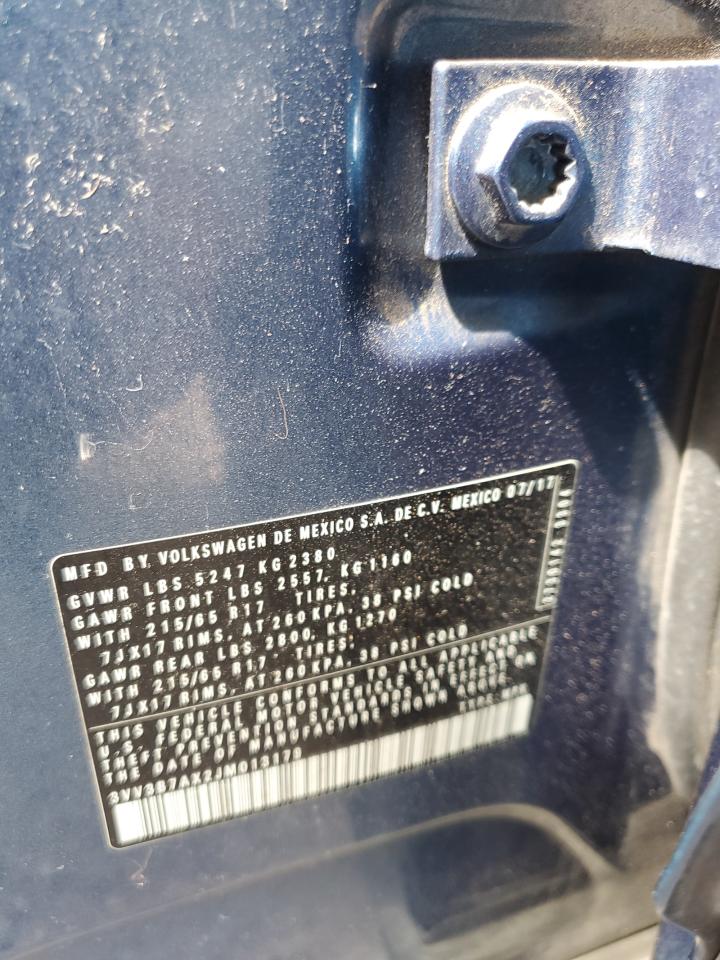 MFD BY VOLKSWAGEN DE MEXICO S.A. DE C.V. MEXICO 07/17
GVWR LBS 5247 KG 2380
GAWR FRONT LBS 2557, KG 1160
WITH 215/65 R17 TIRES,
7JX17 RIMS, AT 260 KPA, 38 PSI COLD
GAWR REAR LBS 2800, KG 1270
WITH 215/65 R17 TIRES,
7JX17 RIMS, AT 260 KPA, 38 PSI COLD
THIS VEHICLE CONFORMS TO ALL APPLICABLE
U.S. FEDERAL MOTOR VEHICLE SAFETY AND
THEFT PREVENTION STANDARDS IN EFFECT ON
THE DATE OF MANUFACTURE SHOWN ABOVE.